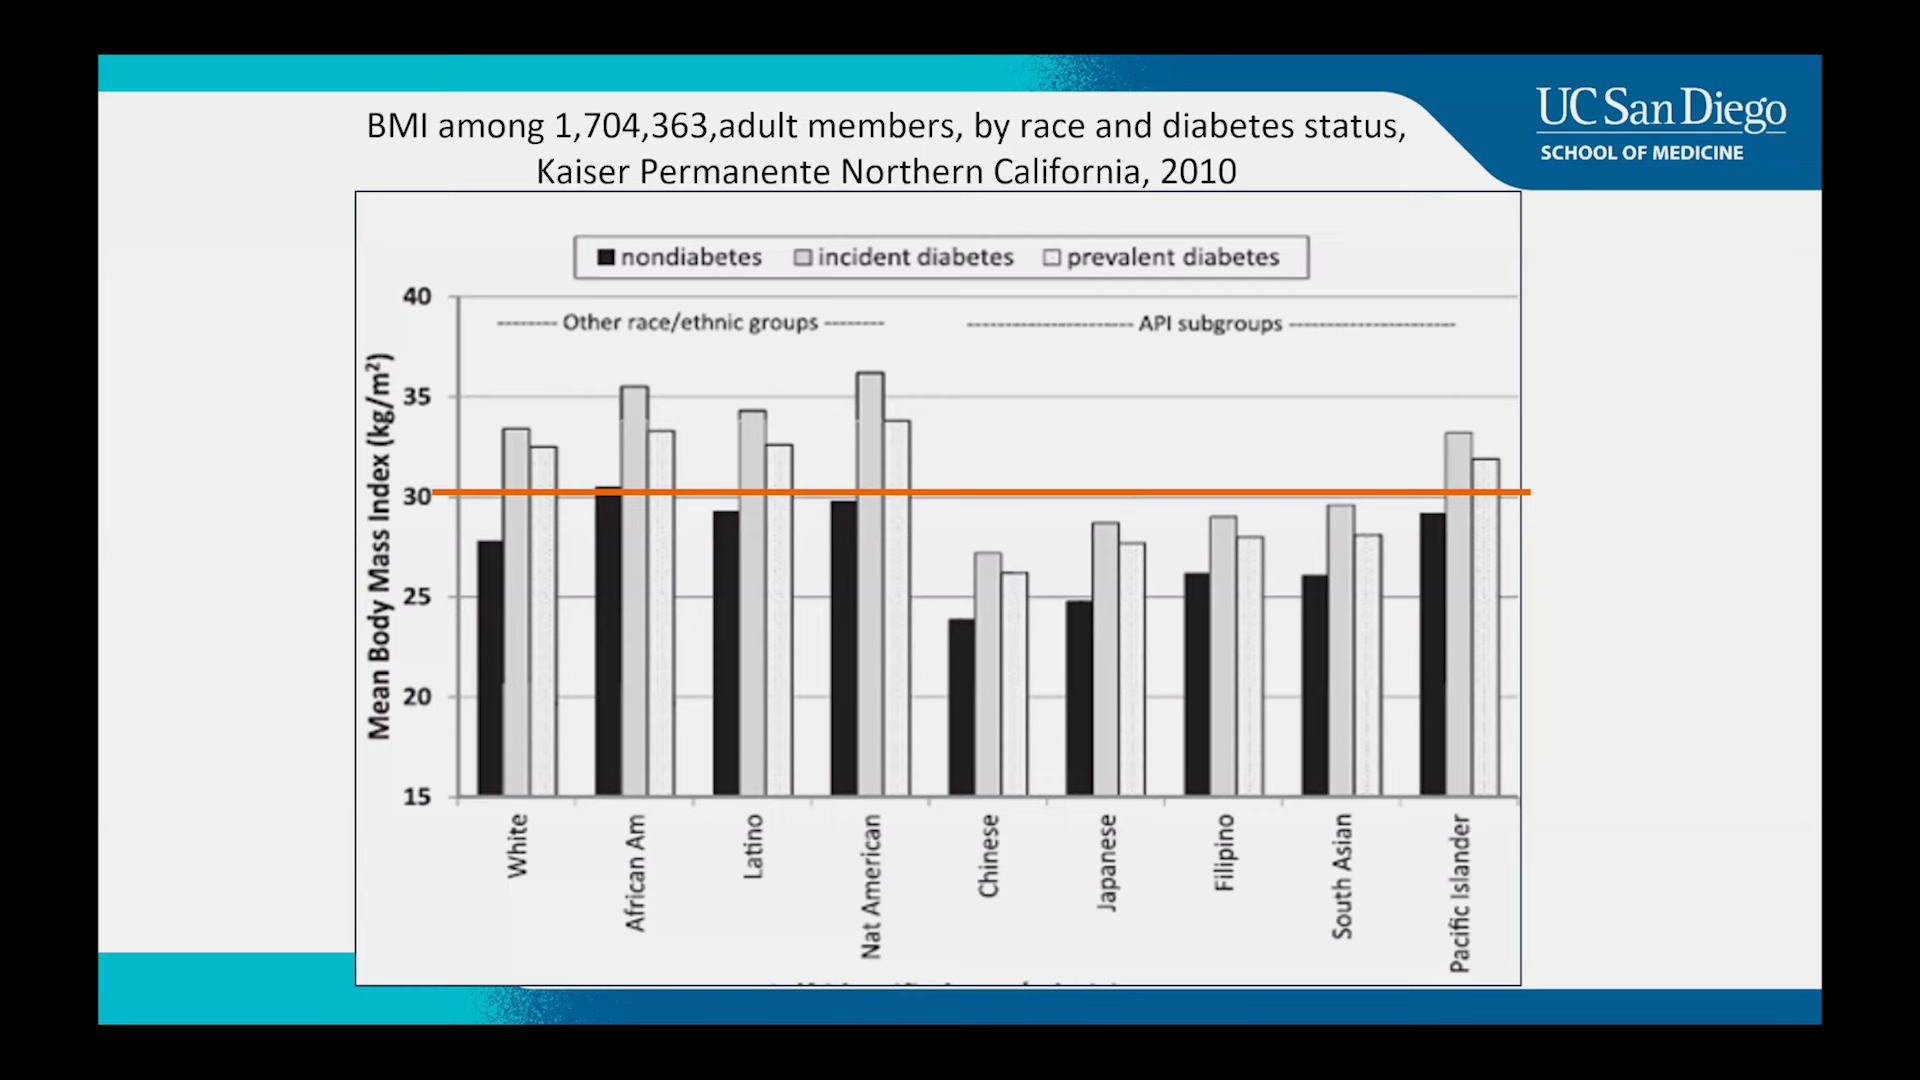 UC San Diego
SCHOOL OF MEDICINE
BMI among 1,704,363,adult members, by race and diabetes status,
Kaiser Permanente Northern California, 2010
nondiabetes incident diabetes prevalent diabetes
Other race/ethnic groups API subgroups
Mean Body Mass Index (kg/m²)
40
35
30
25
20
15
White
African Am
Latino
Nat American
Chinese
Japanese
Filipino
South Asian
Pacific Islander